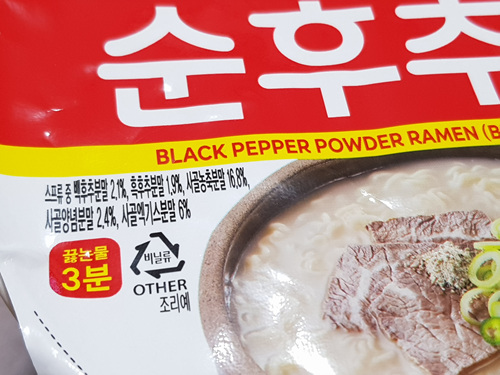 순후추
BLACK PEPPER POWDER RAMEN (B
스프류 중 백후추분말 2.1%, 흑후추분말 1.9%, 사골농축분말 16.8%,
사골양념분말 2.4%, 사골엑기스분말 6%
끓는물
3분
비닐류
OTHER
조리예